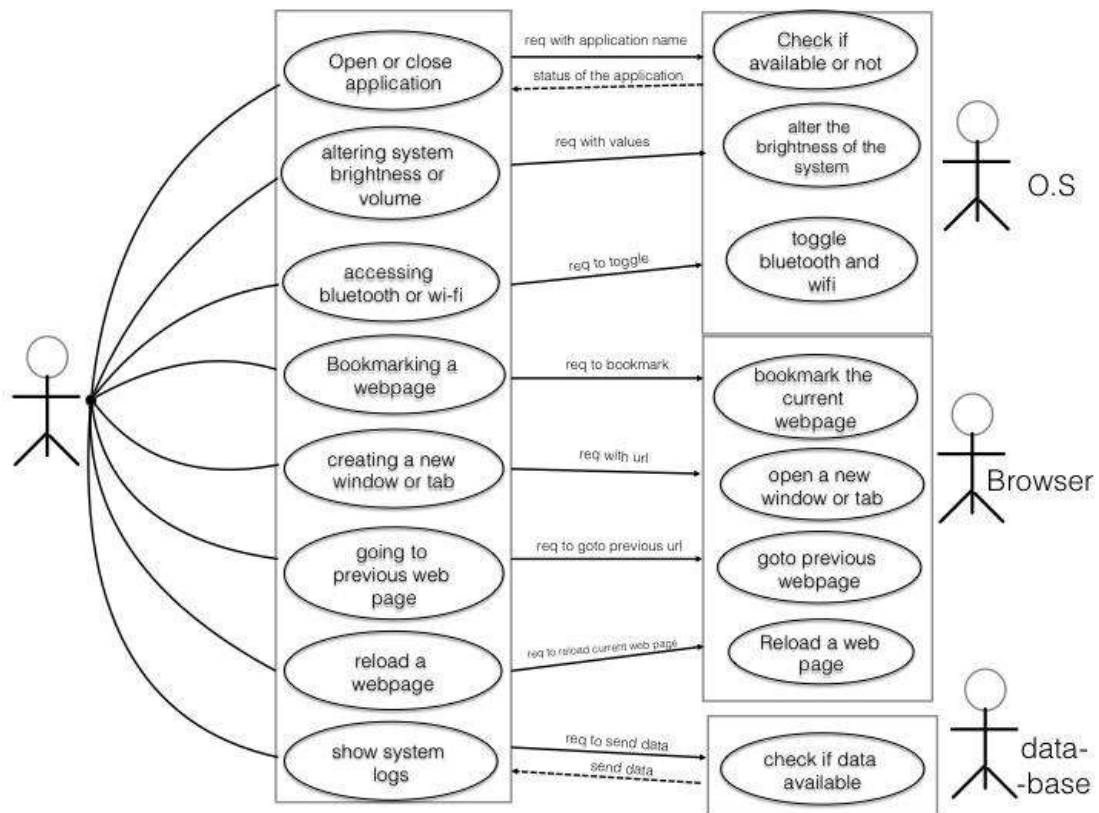 Open or close
application
req with application name
status of the application
Check if
available or not
altering system
brightness or
volume
req with values
alter the
brightness of the
system
O.S
accessing
bluetooth or wi-fi
req to toggle
toggle
bluetooth and
wifi
Bookmarking a
webpage
req to bookmark
bookmark the
current
webpage
creating a new
window or tab
req with url
open a new
window or tab
Browser
going to
previous web
page
req to goto previous url
goto previous
webpage
reload a
webpage
req to reload current web page
Reload a web
page
show system
logs
req to send data
send data
check if data
available
data-
-base